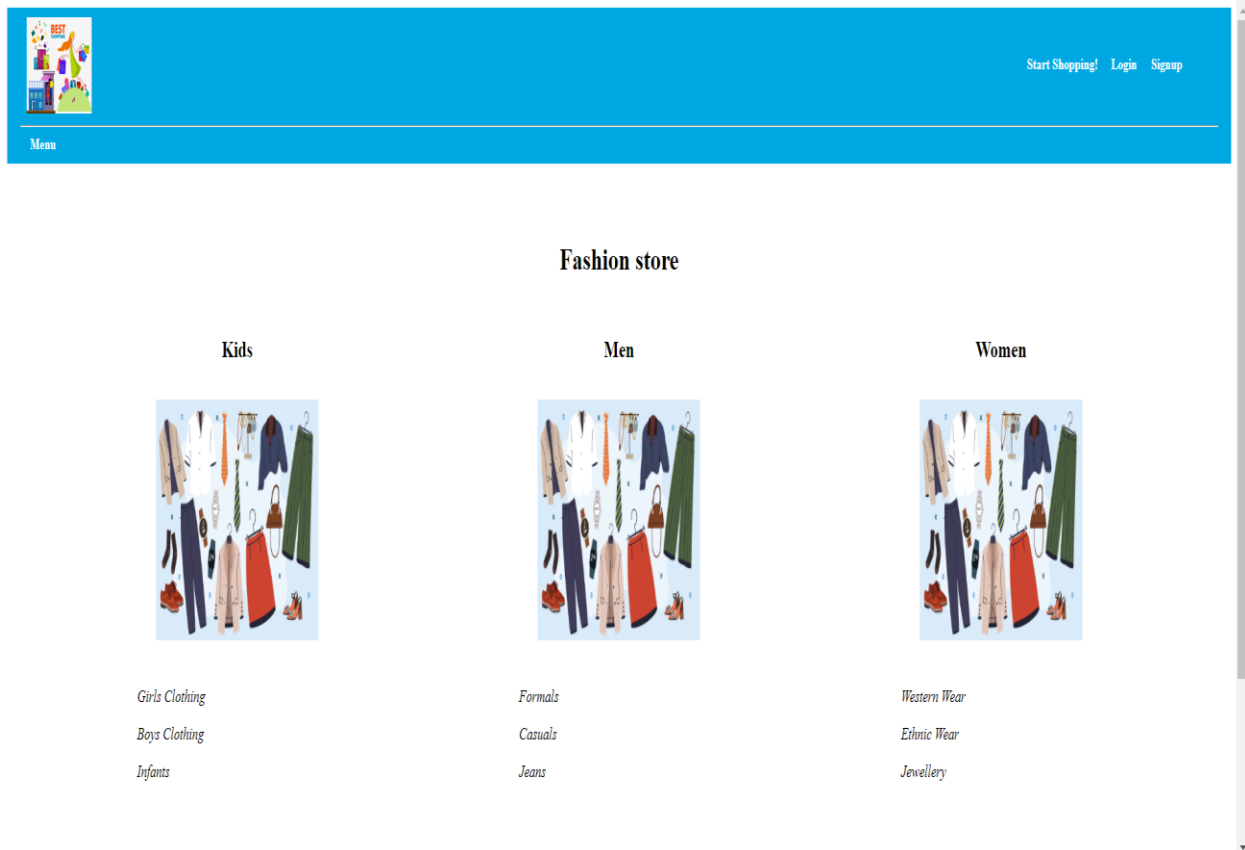 BEST
SHOPPING
Start Shopping! Login Signup
Menu
Fashion store
Kids
Men
Women
Girls Clothing
Boys Clothing
Infants
Formals
Casuals
Jeans
Western Wear
Ethnic Wear
Jewellery